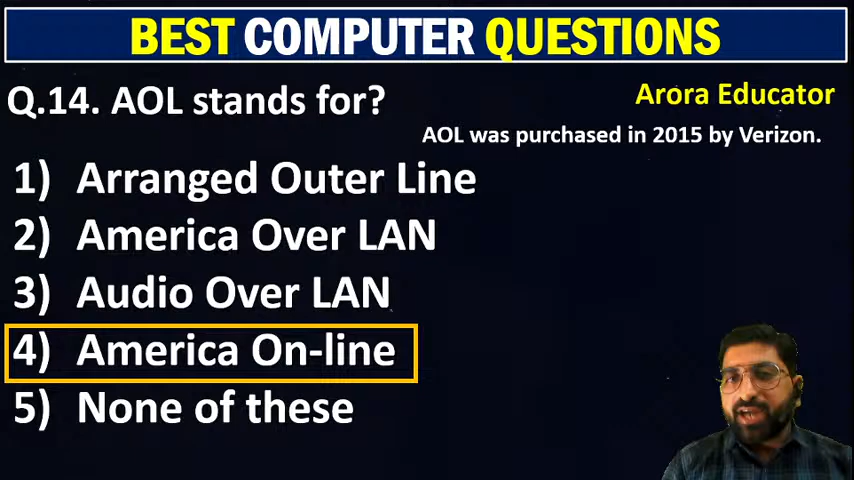 BEST COMPUTER QUESTIONS
Q.14. AOL stands for?
Arora Educator
AOL was purchased in 2015 by Verizon.
1) Arranged Outer Line
2) America Over LAN
3) Audio Over LAN
4) America On-line
5) None of these